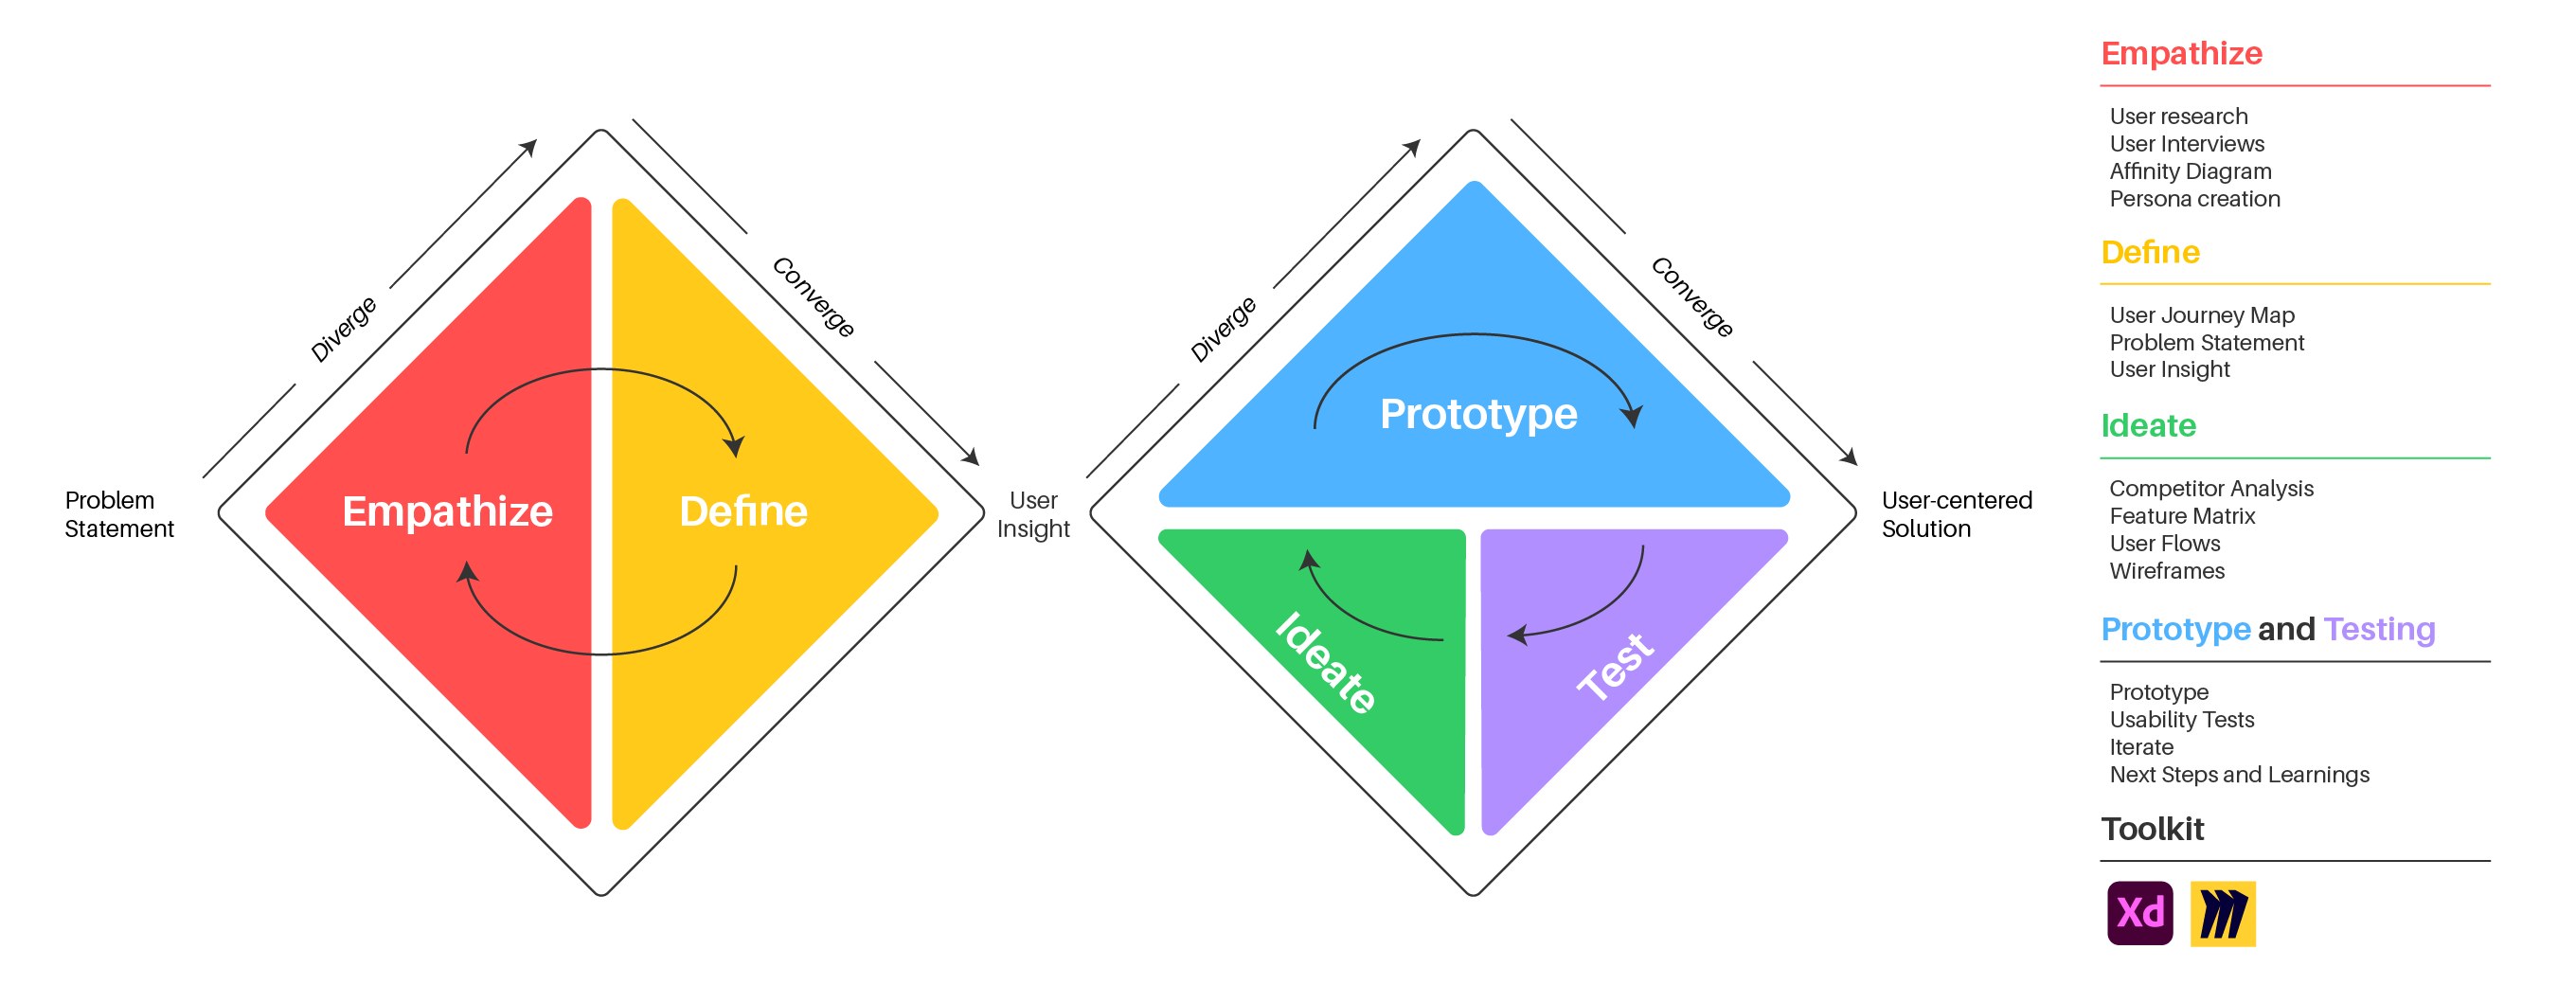 Problem
Statement
Diverge
Converge
Empathize
Define
User
Insight
Diverge
Converge
Prototype
Ideate
Test
User-centered
Solution
Empathize
User research
User Interviews
Affinity Diagram
Persona creation
Define
User Journey Map
Problem Statement
User Insight
Ideate
Competitor Analysis
Feature Matrix
User Flows
Wireframes
Prototype and Testing
Prototype
Usability Tests
Iterate
Next Steps and Learnings
Toolkit
Xd